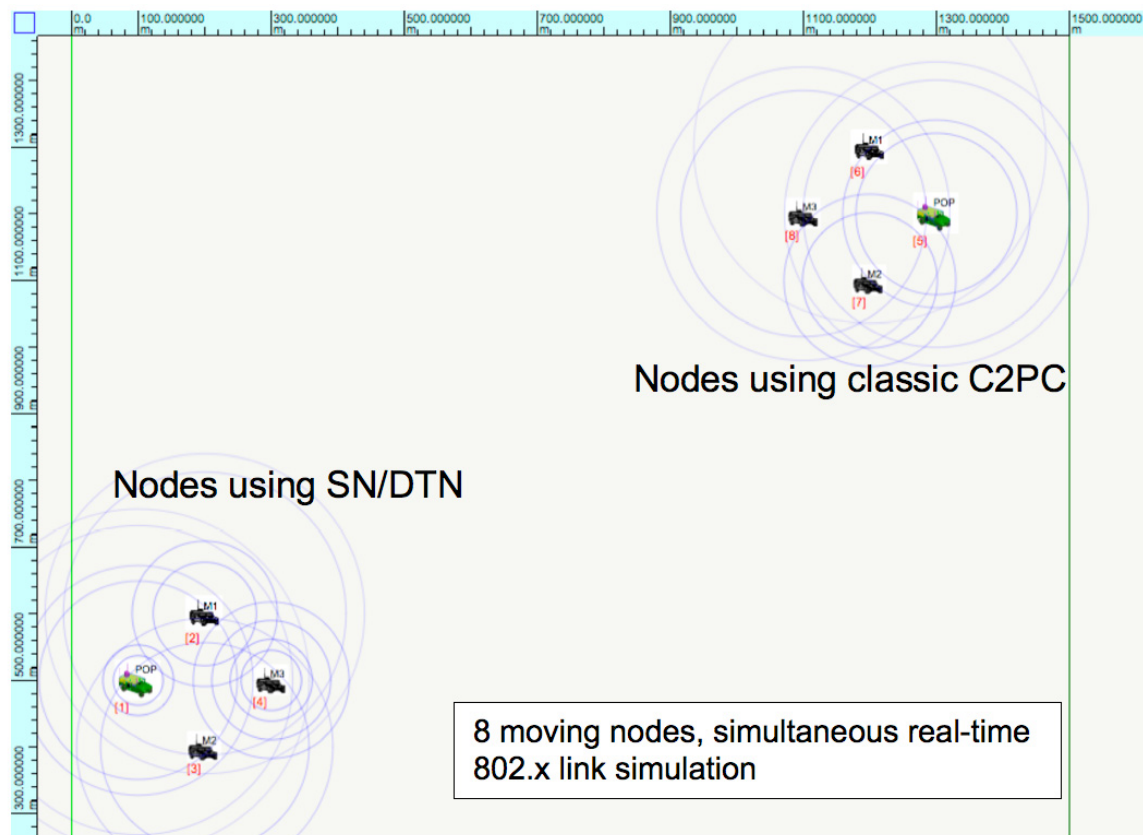 0.0
m
100.000000
m
300.000000
m
500.000000
m
700.000000
m
900.000000
m
1100.000000
m
1300.000000
m
1500.000000
m
1300.000000
m
M1
[6]
M3
[8]
POP
[5]
1100.000000
m
M2
[7]
900.000000
m
Nodes using classic C2PC
Nodes using SN/DTN
700.000000
m
M1
[2]
500.000000
m
POP
[1]
M3
[4]
M2
[3]
300.000000
m
8 moving nodes, simultaneous real-time
802.x link simulation